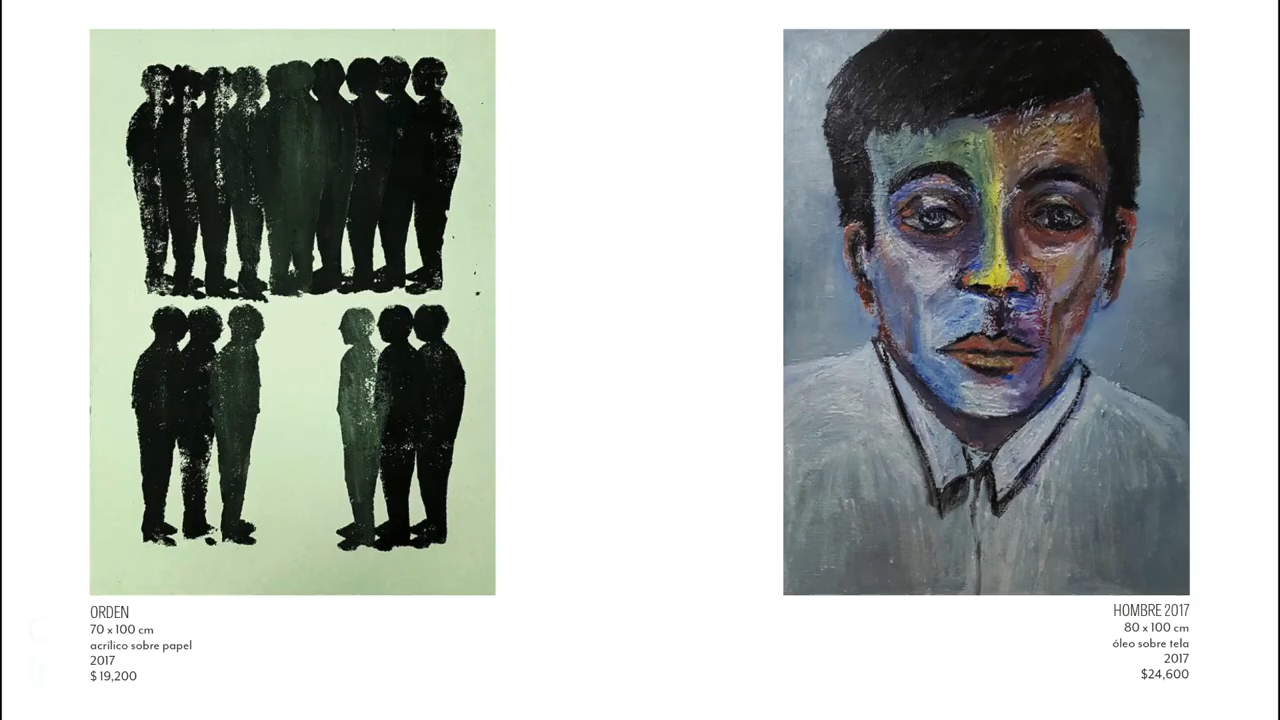 ORDEN
70 x 100 cm
acrílico sobre papel
2017
$ 19,200
HOMBRE 2017
80 x 100 cm
óleo sobre tela
2017
$24,600